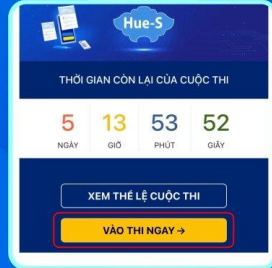 Hue-S
THỜI GIAN CÒN LẠI CỦA CUỘC THI
5 13 53 52
NGÀY GIỜ PHÚT GIÂY
XEM THỂ LỆ CUỘC THI
VÀO THI NGAY →